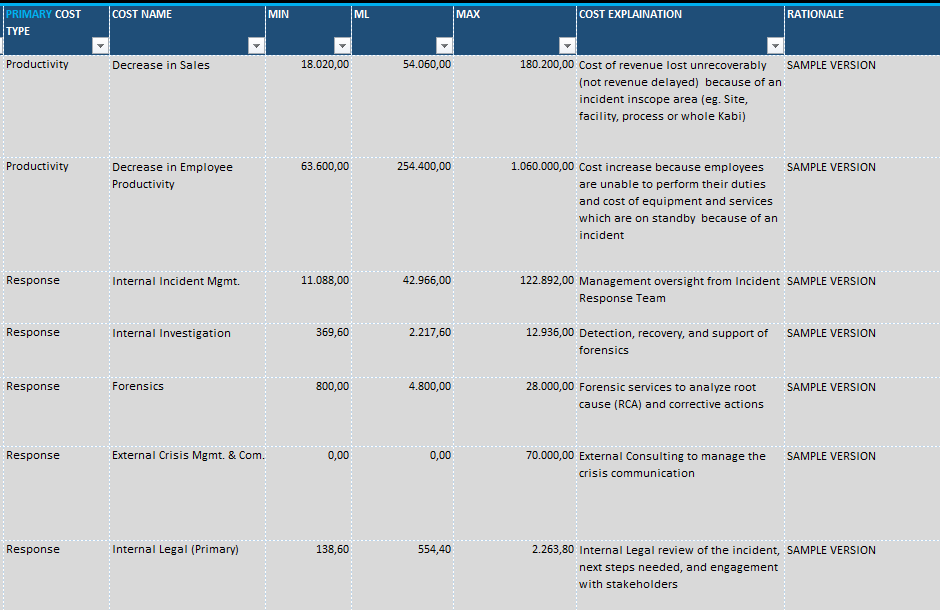 PRIMARY COST TYPE	COST NAME	MIN	ML	MAX	COST EXPLAINATION	RATIONALE
Productivity	Decrease in Sales	18.020,00	54.060,00	180.200,00	Cost of revenue lost unrecoverably	SAMPLE VERSION
(not revenue delayed)  because of an
incident inscope area (eg. Site,
facility, process or whole Kabi)
Productivity	Decrease in Employee	63.600,00	254.400,00	1.060.000,00	Cost increase because employees	SAMPLE VERSION
Productivity	are unable to perform their duties
and cost of equipment and services
which are on standby  because of an
incident
Response	Internal Incident Mgmt.	11.088,00	42.966,00	122.892,00	Management oversight from Incident	SAMPLE VERSION
Response Team
Response	Internal Investigation	369,60	2.217,60	12.936,00	Detection, recovery, and support of	SAMPLE VERSION
forensics
Response	Forensics	800,00	4.800,00	28.000,00	Forensic services to analyze root	SAMPLE VERSION
cause (RCA) and corrective actions
Response	External Crisis Mgmt. & Com.	0,00	0,00	70.000,00	External Consulting to manage the	SAMPLE VERSION
crisis communication
Response	Internal Legal (Primary)	138,60	554,40	2.263,80	Internal Legal review of the incident,	SAMPLE VERSION
next steps needed, and engagement
with stakeholders